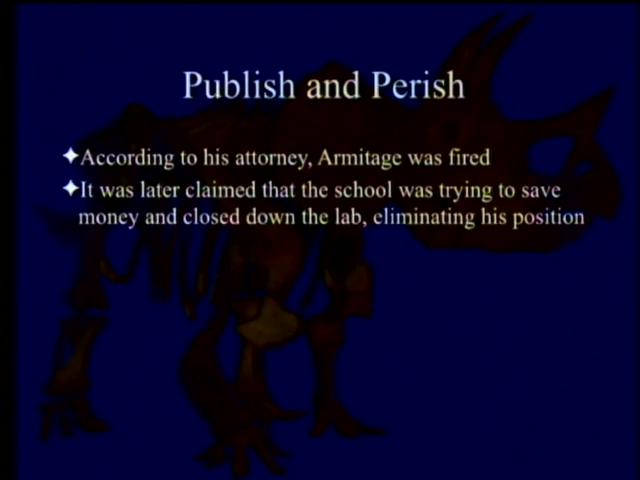 Publish and Perish
✦According to his attorney, Armitage was fired
✦It was later claimed that the school was trying to save
money and closed down the lab, eliminating his position